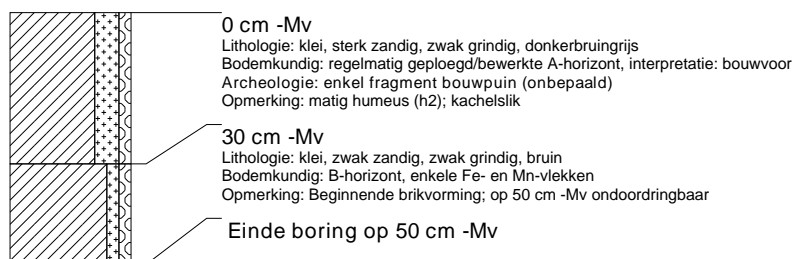 0 cm -Mv
Lithologie: klei, sterk zandig, zwak grindig, donkerbruingrijs
Bodemkundig: regelmatig geploegd/bewerkte A-horizont, interpretatie: bouwvoor
Archeologie: enkel fragment bouwpuin (onbepaald)
Opmerking: matig humeus (h2); kachelslik
30 cm -Mv
Lithologie: klei, zwak zandig, zwak grindig, bruin
Bodemkundig: B-horizont, enkele Fe- en Mn-vlekken
Opmerking: Beginnende brikvorming; op 50 cm -Mv ondoordringbaar
Einde boring op 50 cm -Mv